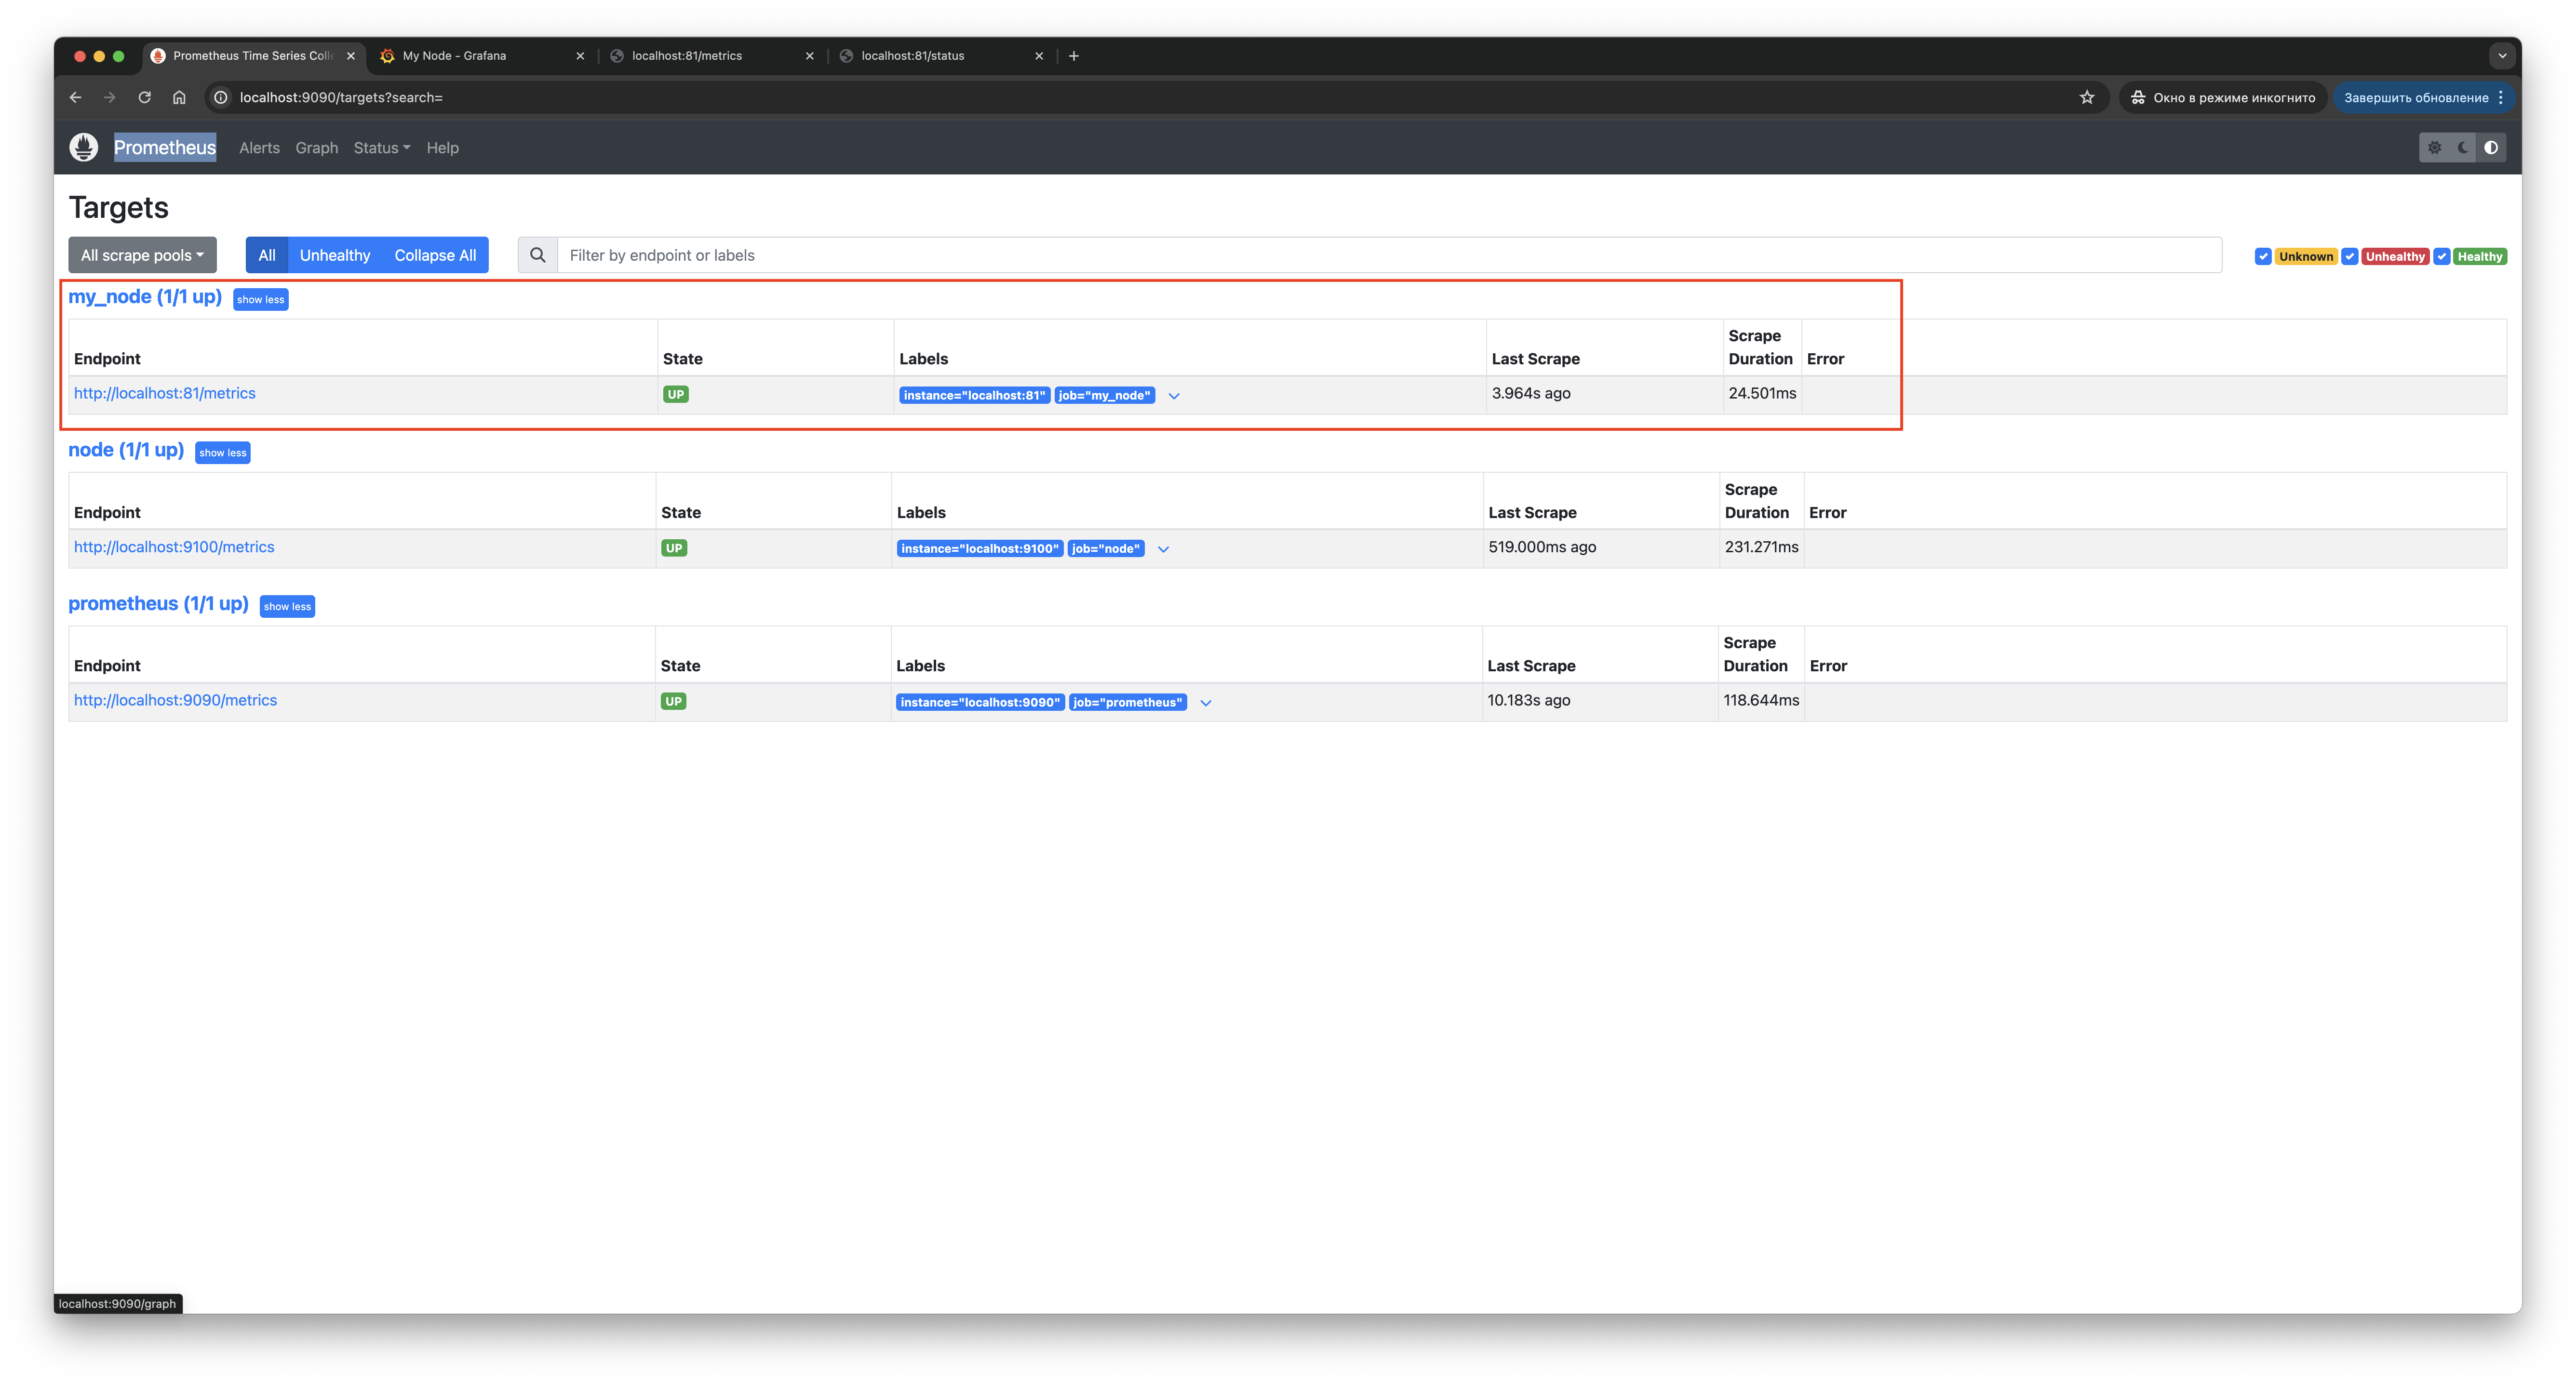 Prometheus Time Series Coll
My Node - Grafana
localhost:81/metrics
localhost:81/status
localhost:9090/targets?search=
Окно в режиме инкогнито
Завершить обновление
Prometheus Alerts Graph Status Help
Targets
All scrape pools
All Unhealthy Collapse All
Filter by endpoint or labels
Unknown Unhealthy Healthy
my_node (1/1 up) show less
Endpoint State Labels Last Scrape Scrape Duration Error
http://localhost:81/metrics UP instance="localhost:81" job="my_node" 3.964s ago 24.501ms
node (1/1 up) show less
Endpoint State Labels Last Scrape Scrape Duration Error
http://localhost:9100/metrics UP instance="localhost:9100" job="node" 519.000ms ago 231.271ms
prometheus (1/1 up) show less
Endpoint State Labels Last Scrape Scrape Duration Error
http://localhost:9090/metrics UP instance="localhost:9090" job="prometheus" 10.183s ago 118.644ms
localhost:9090/graph